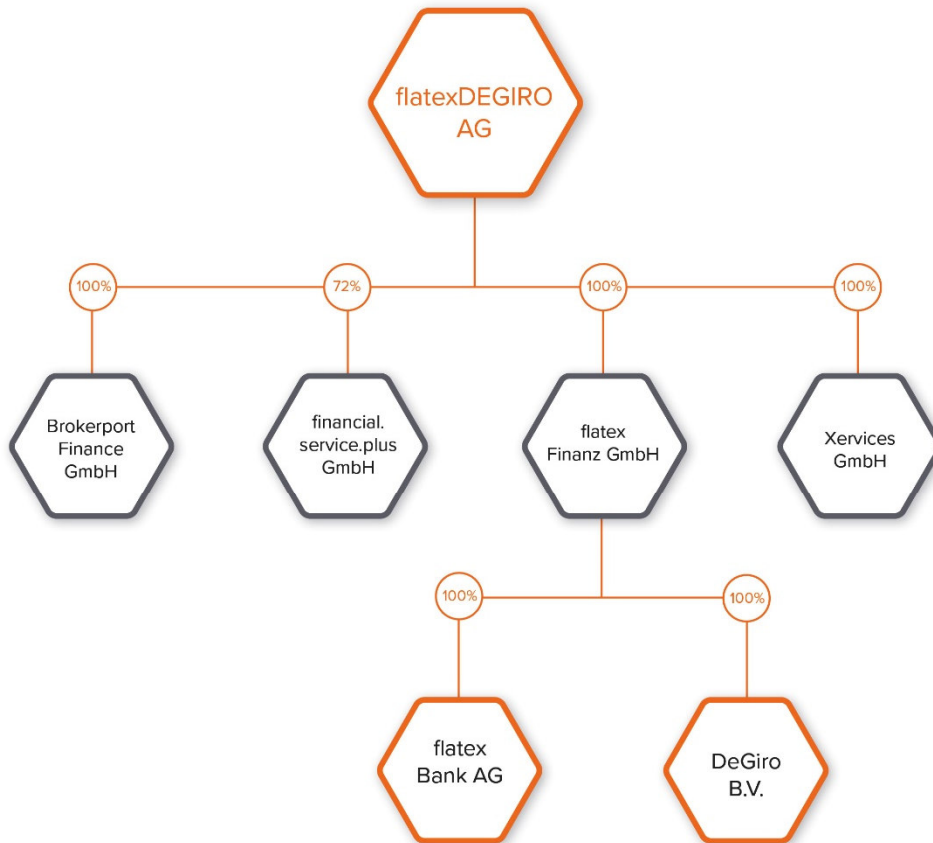 flatexDEGIRO
AG
100%
72%
100%
100%
Brokerport
Finance
GmbH
financial.
service.plus
GmbH
flatex
Finanz GmbH
Xervices
GmbH
100%
100%
flatex
Bank AG
DeGiro
B.V.